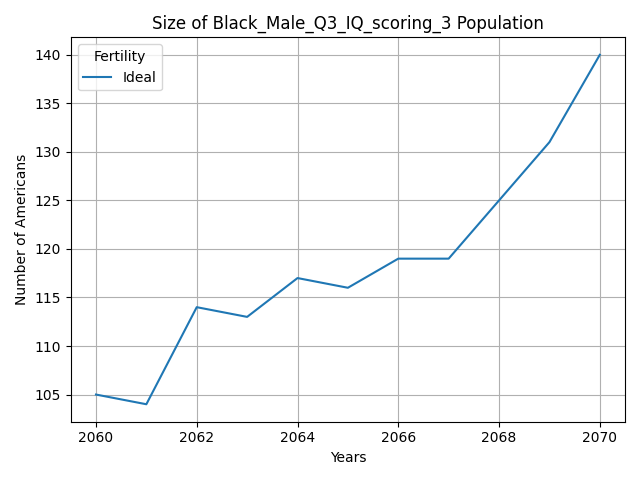 Size of Black_Male_Q3_IQ_scoring_3 Population
Fertility
Ideal
Number of Americans
140
135
130
125
120
115
110
105
2060
2062
2064
2066
2068
2070
Years